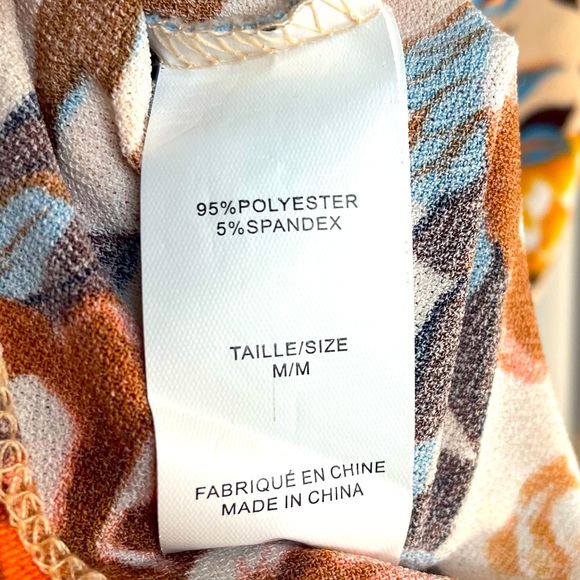 95%POLYESTER
5%SPANDEX
TAILLE/SIZE
M/M
FABRIQUÉ EN CHINE
MADE IN CHINA